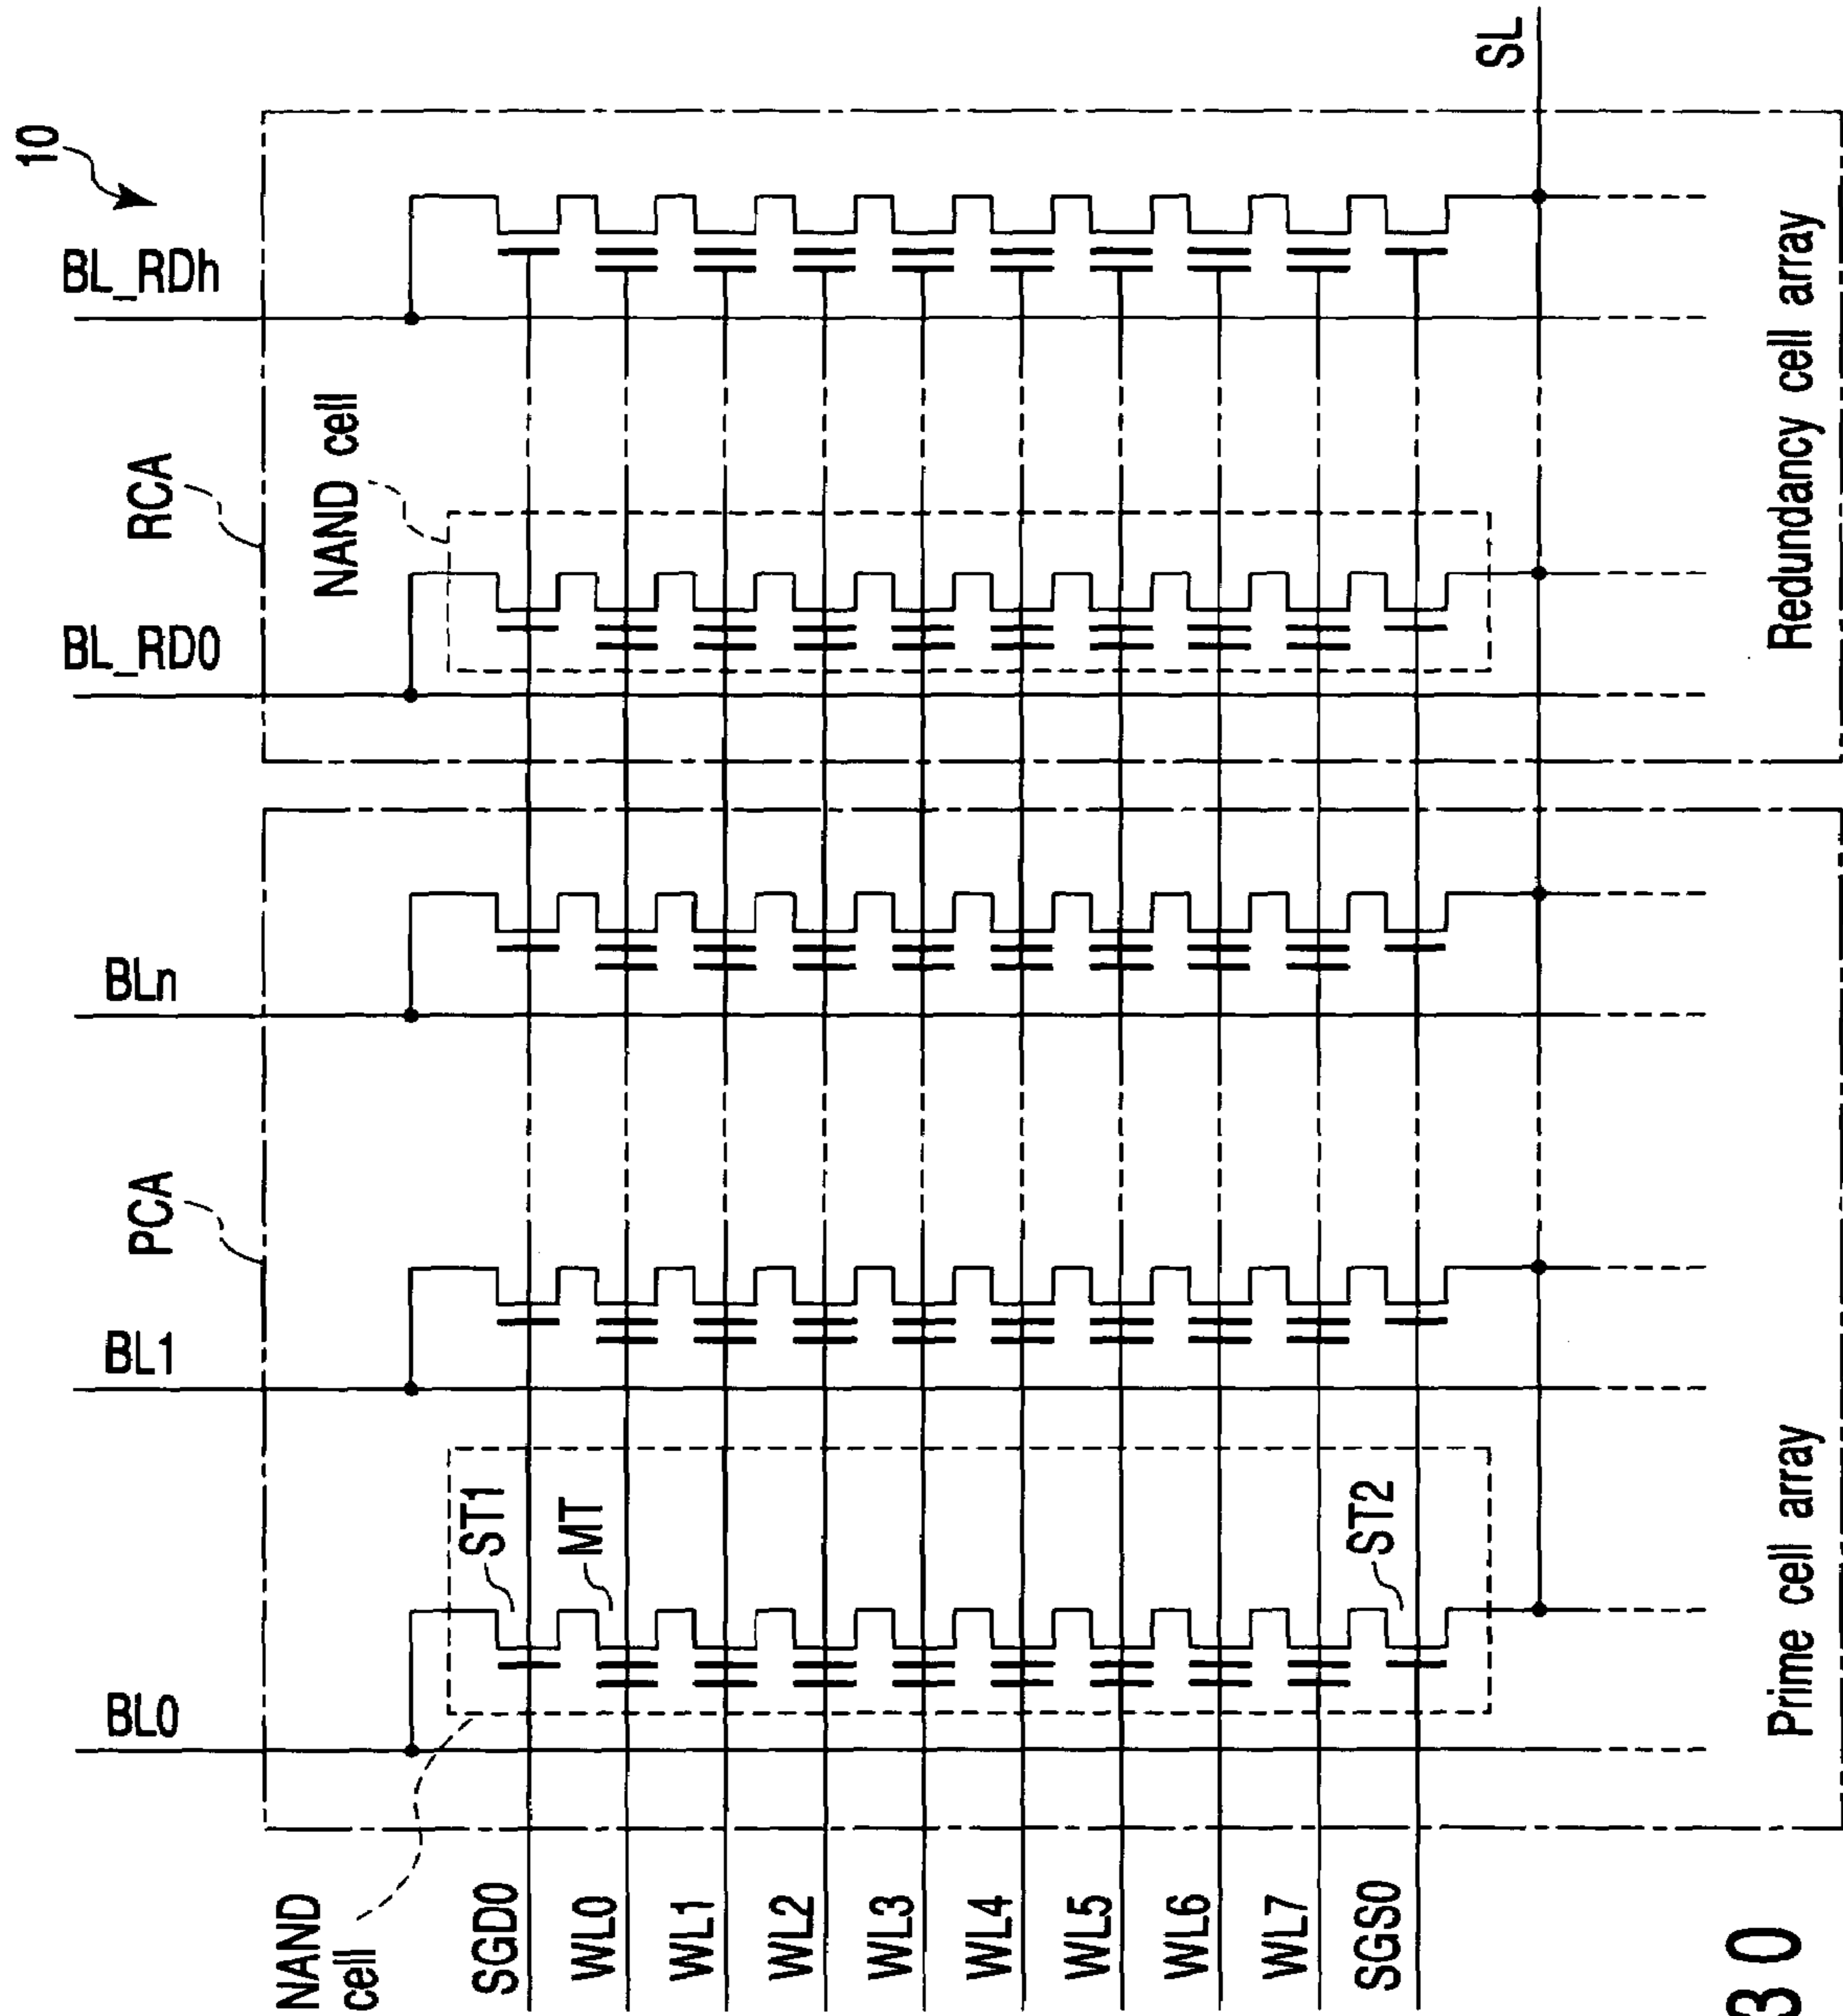 10
BL_RDh
RCA
NAND cell
BL_RD0
BLn
PCA
BL1
BL0
ST1
MT
ST2
NAND
cell
SGD0
WL0
WL1
WL2
WL3
WL4
WL5
WL6
WL7
SGS0
SL
Prime cell array
Redundancy cell array
30